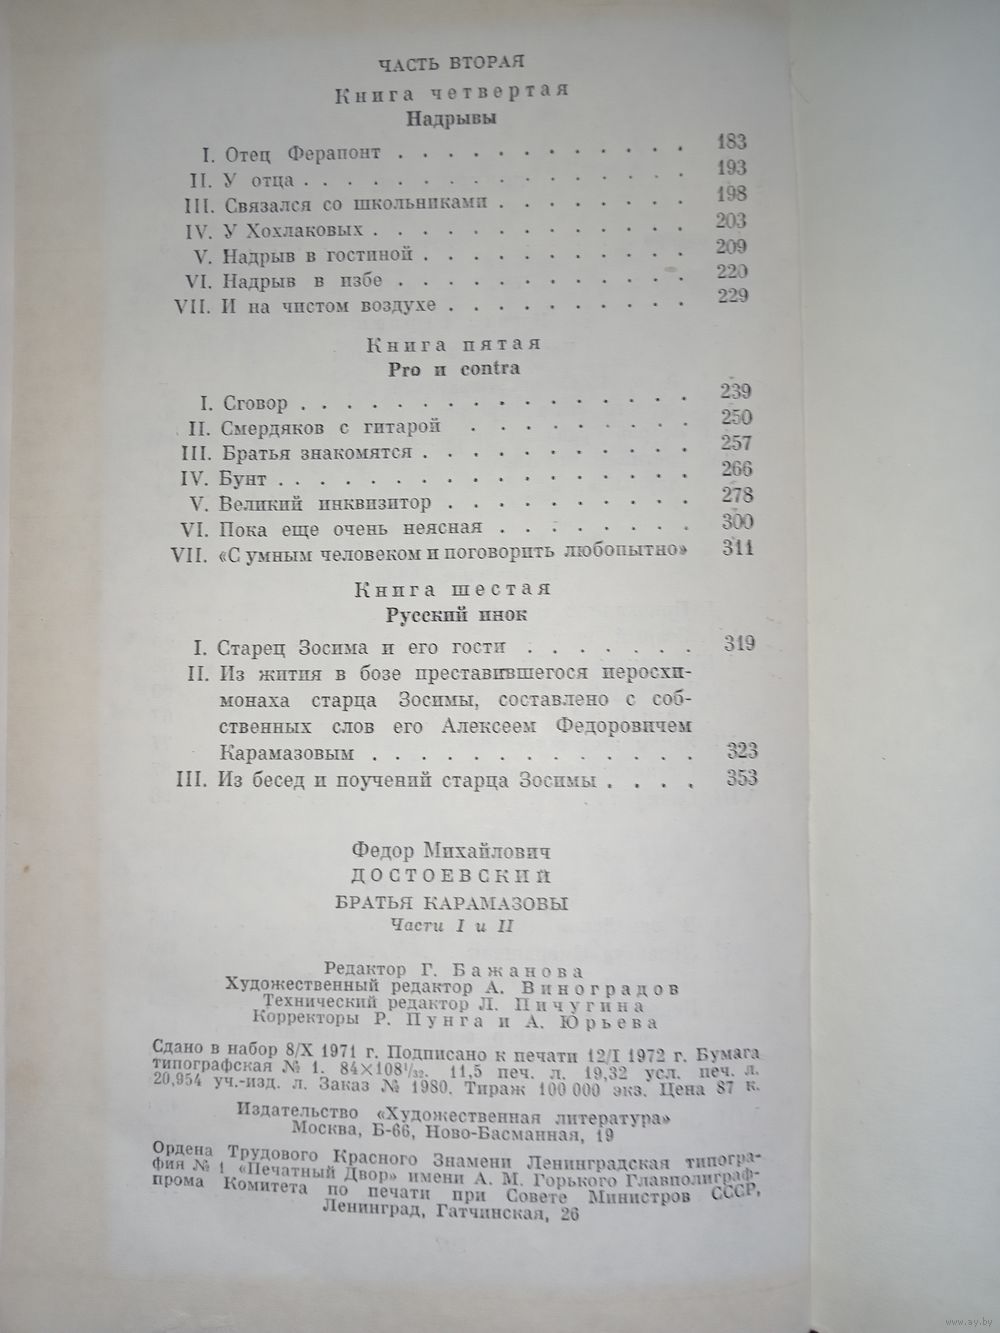 ЧАСТЬ ВТОРАЯ
Книга четвертая
Надрывы
I. Отец Ферапонт . . . . . . . . . . . . 183
II. У отца . . . . . . . . . . . . . . . 193
III. Связался со школьниками . . . . . . . . 198
IV. У Хохлаковых . . . . . . . . . . . . . 203
V. Надрыв в гостиной . . . . . . . . . . . 209
VI. Надрыв в избе . . . . . . . . . . . . 220
VII. И на чистом воздухе . . . . . . . . . . 229
Книга пятая
Pro и contra
I. Сговор . . . . . . . . . . . . . . . . 239
II. Смердяков с гитарой . . . . . . . . . 250
III. Братья знакомятся . . . . . . . . . . . 257
IV. Бунт . . . . . . . . . . . . . . . . . 266
V. Великий инквизитор . . . . . . . . . . 278
VI. Пока еще очень неясная . . . . . . . . 300
VII. «С умным человеком и поговорить любопытно» 311
Книга шестая
Русский инок
I. Старец Зосима и его гости . . . . . . . 319
II. Из жития в бозе преставившегося иеросхи-
монаха старца Зосимы, составлено с соб-
ственных слов его Алексеем Федоровичем
Карамазовым . . . . . . . . . . . . . 323
III. Из бесед и поучений старца Зосимы . . . . 353
Федор Михайлович
ДОСТОЕВСКИЙ
БРАТЬЯ КАРАМАЗОВЫ
Части I и II
Редактор Г. Бажанова
Художественный редактор А. Виноградов
Технический редактор Л. Пичугина
Корректоры Р. Пунга и А. Юрьева
Сдано в набор 8/X 1971 г. Подписано к печати 12/I 1972 г. Бумага
типографская № 1. 84×108¹/₃₂. 11,5 печ. л. 19,32 усл. печ. л.
20,954 уч.-изд. л. Заказ № 1980. Тираж 100 000 экз. Цена 87 к.
Издательство «Художественная литература»
Москва, Б-66, Ново-Басманная, 19
Ордена Трудового Красного Знамени Ленинградская типогра-
фия № 1 «Печатный Двор» имени А. М. Горького Главполиграф-
прома Комитета по печати при Совете Министров СССР,
Ленинград, Гатчинская, 26
www.ay.by